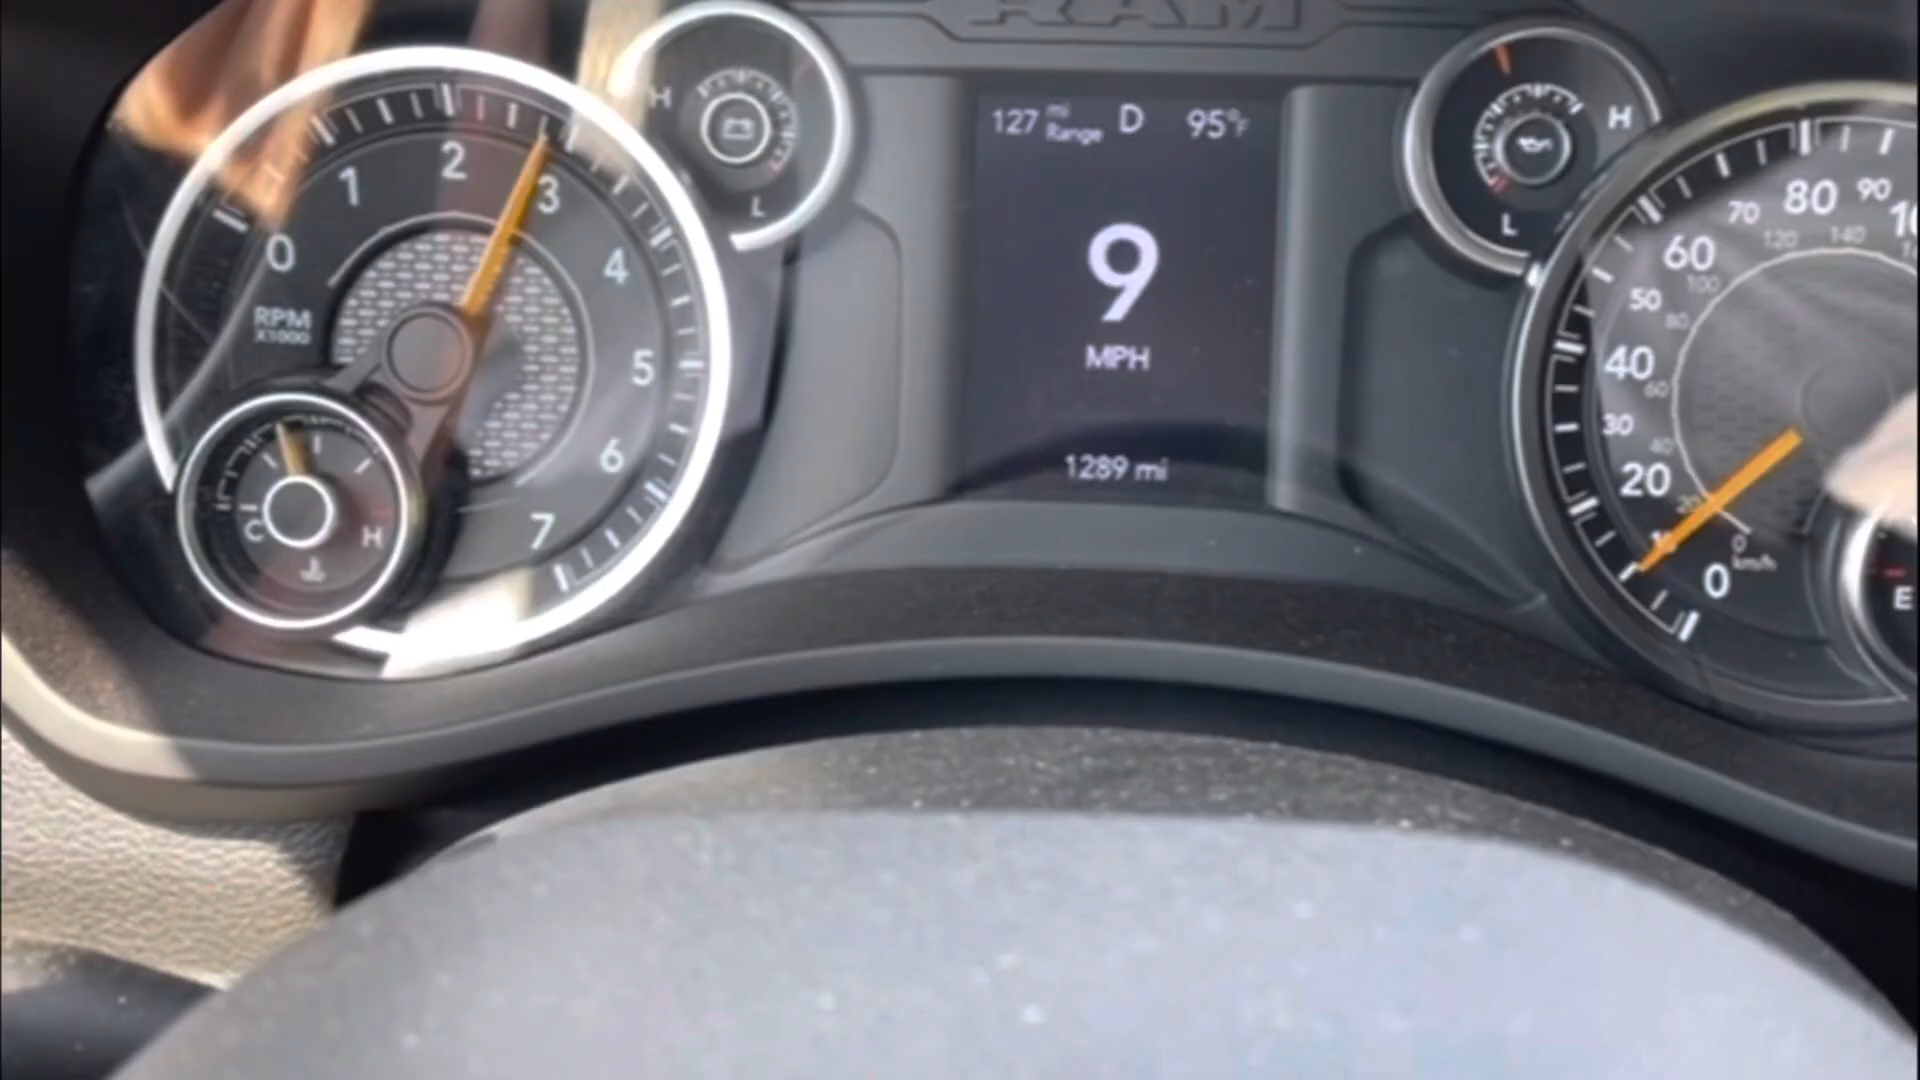 RAM
127 mi Range D 95°F
9
MPH
1289 mi
0 1 2 3 4 5 6 7
RPM
X1000
C H
H
L
H
L
0 20 30 40 50 60 70 80 90
20 40 60 80 100 120 140
0
km/h
E